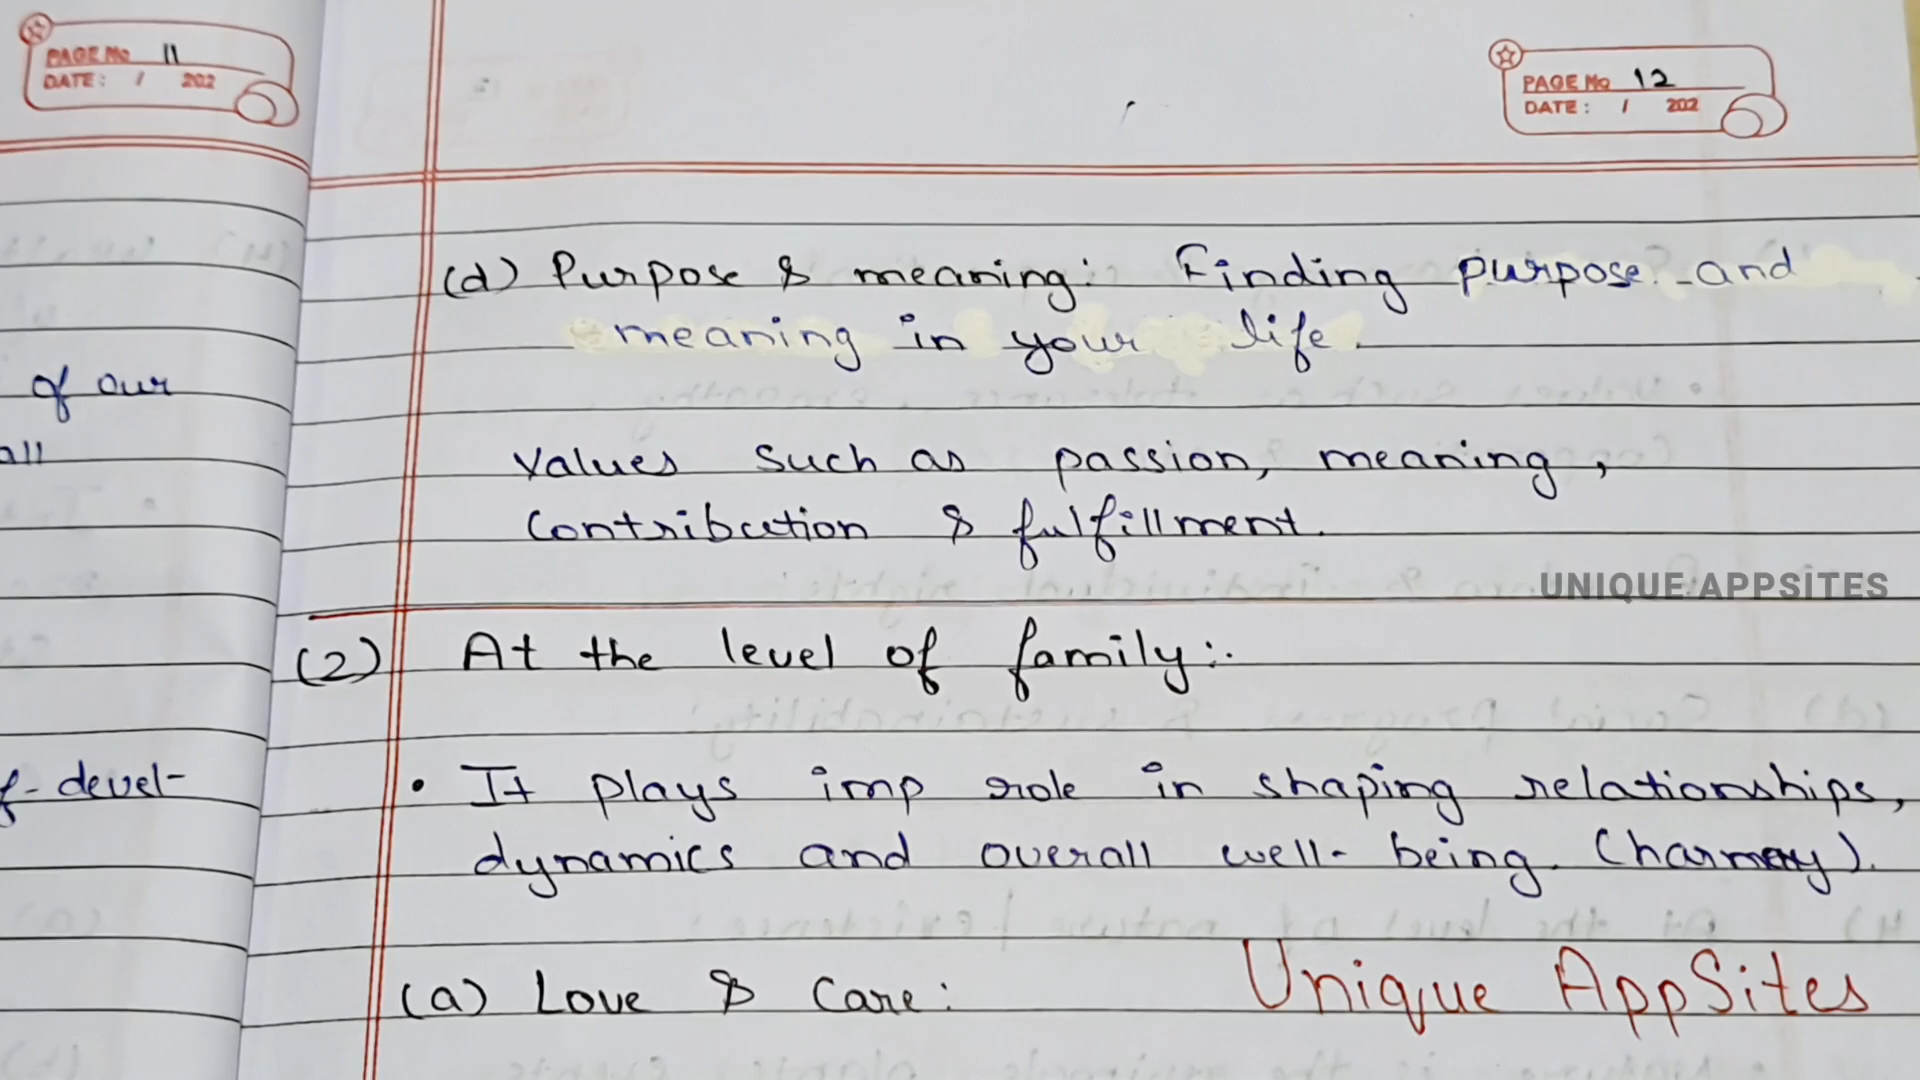 PAGE No 11
DATE: / 202
of our
all
f-devel-
PAGE No 12
DATE: / 202
(d) Purpose & meaning: Finding purpose and
meaning in your life.
Values such as passion, meaning,
Contribution & fulfillment.
UNIQUE APPSITES
(2) At the level of family:.
• It plays imp role in shaping relationships,
dynamics and overall well-being. (harmony).
(a) Love & Care:
Unique AppSites